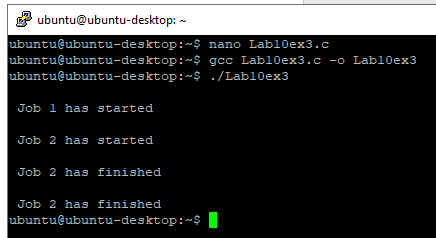 ubuntu@ubuntu-desktop: ~
ubuntu@ubuntu-desktop:~$ nano Lab10ex3.c
ubuntu@ubuntu-desktop:~$ gcc Lab10ex3.c -o Lab10ex3
ubuntu@ubuntu-desktop:~$ ./Lab10ex3
Job 1 has started
Job 2 has started
Job 2 has finished
Job 2 has finished
ubuntu@ubuntu-desktop:~$